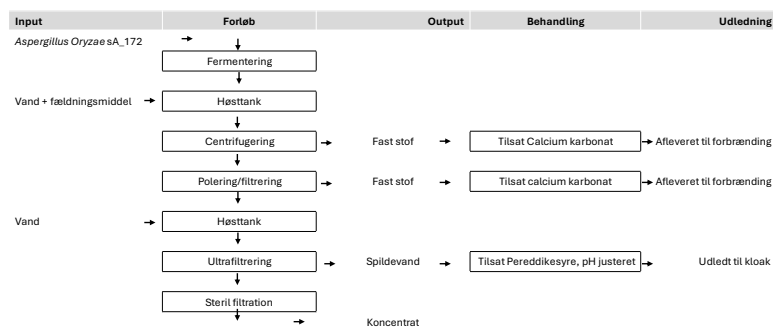 Input Forløb Output Behandling Udledning
Aspergillus Oryzae sA_172
Fermentering
Vand + fældningsmiddel Høsttank
Centrifugering Fast stof Tilsat Calcium karbonat Afleveret til forbrænding
Polering/filtrering Fast stof Tilsat calcium karbonat Afleveret til forbrænding
Vand Høsttank
Ultrafiltrering Spildevand Tilsat Pereddikesyre, pH justeret Udledt til kloak
Steril filtration
Koncentrat